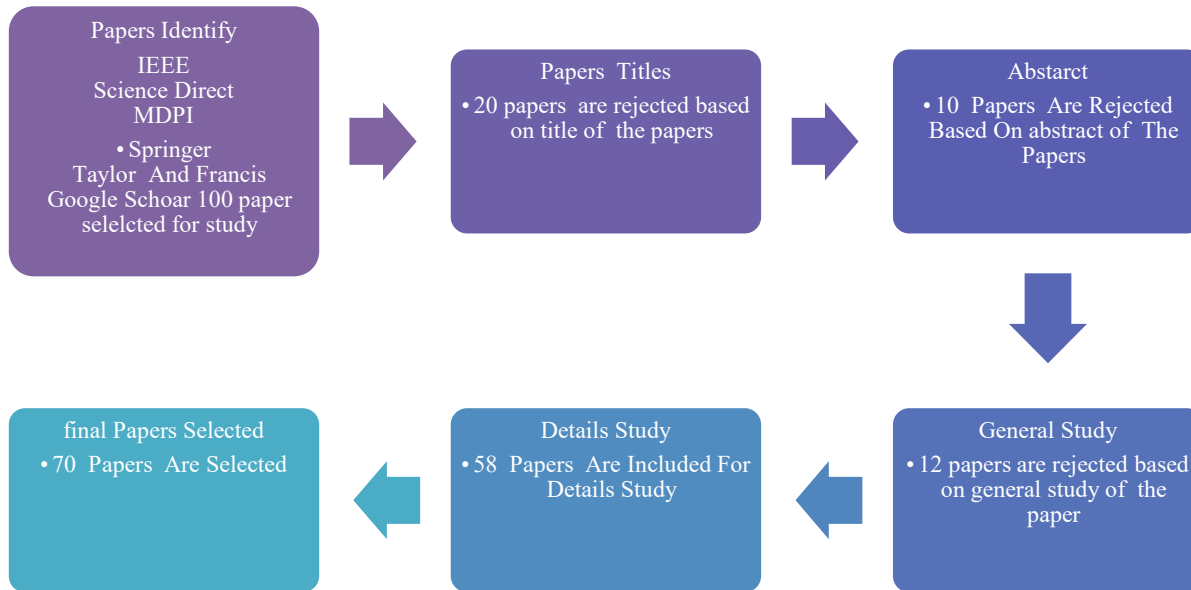 Papers Identify
IEEE
Science Direct
MDPI
• Springer
Taylor And Francis
Google Schoar 100 paper
selelcted for study
Papers Titles
• 20 papers are rejected based
on title of the papers
Abstarct
• 10 Papers Are Rejected
Based On abstract of The
Papers
final Papers Selected
• 70 Papers Are Selected
Details Study
• 58 Papers Are Included For
Details Study
General Study
• 12 papers are rejected based
on general study of the
paper